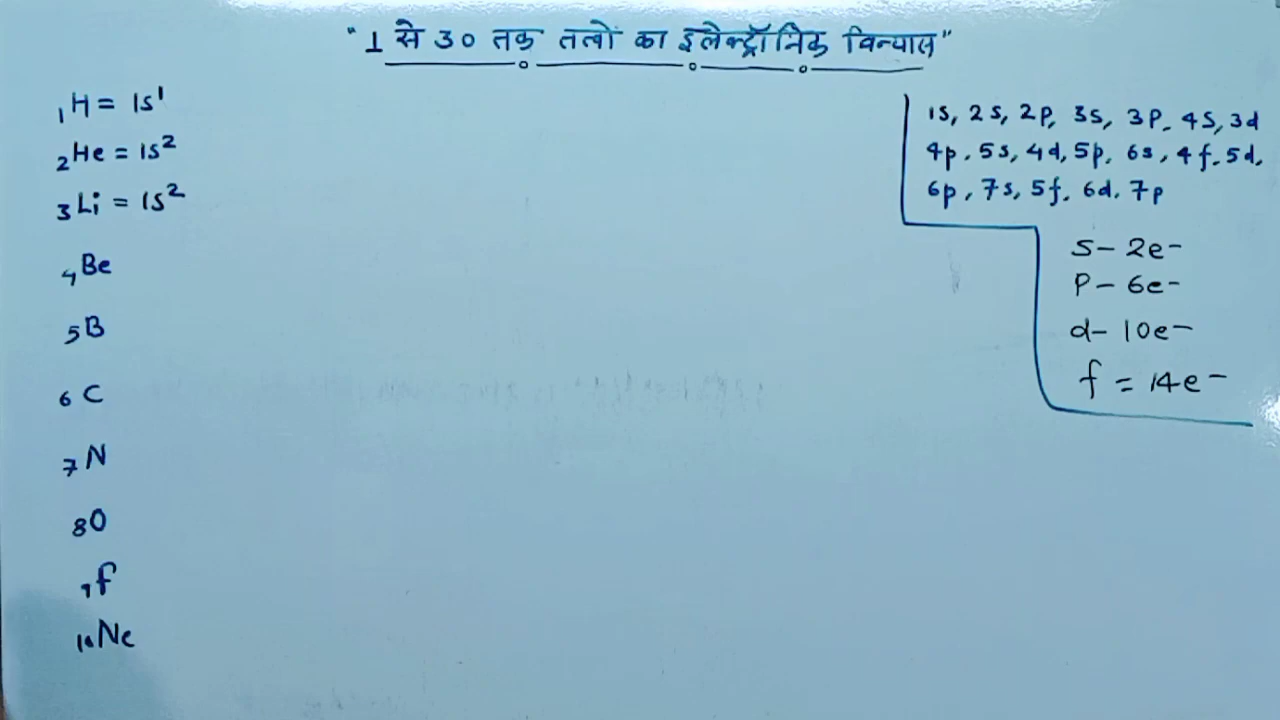 "1 से 30 तक तत्वों का इलेक्ट्रॉनिक विन्यास"
₁H = 1s¹
₂He = 1s²
₃Li = 1s²
₄Be
₅B
₆C
₇N
₈O
₉f
₁₀Ne
1s, 2s, 2p, 3s, 3p, 4s, 3d
4p, 5s, 4d, 5p, 6s, 4f, 5d,
6p, 7s, 5f, 6d, 7p
S- 2e-
P- 6e-
d- 10e-
f = 14e-